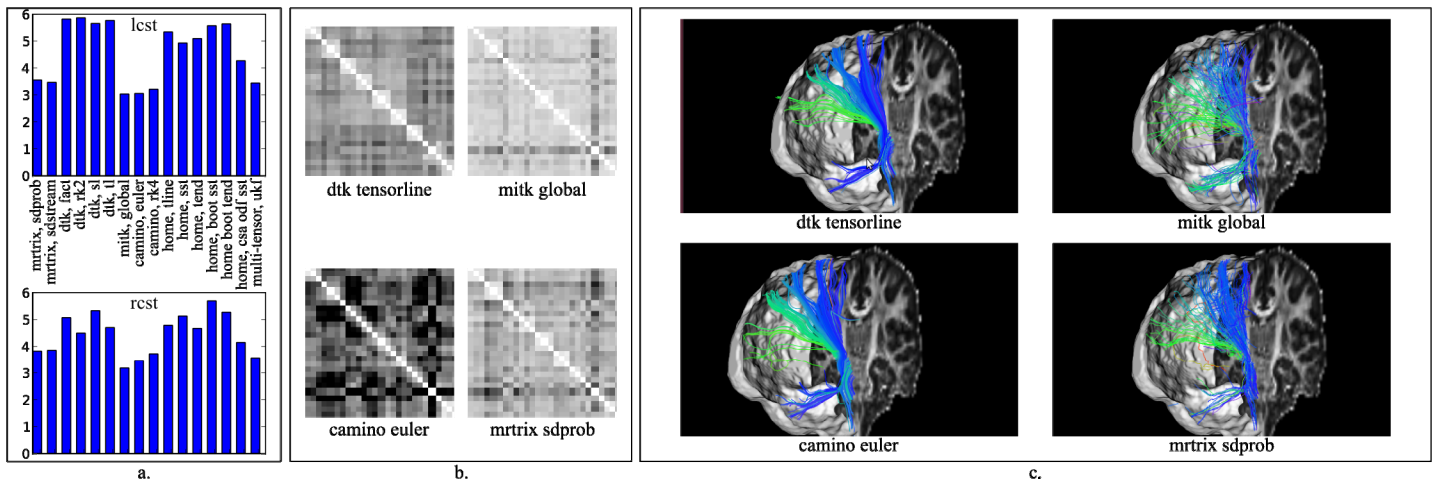 lcst
6
5
4
3
2
1
0
mrtrix, sdprob
mrtrix, sdstream
dtk, fact
dtk, rk2
dtk, sl
dtk, tl
mitk, global
camino, euler
camino, rk4
home, tline
home, sst
home, tend
home, boot sst
home boot tend
home, csa odf sst
multi-tensor, ukf
rcst
6
5
4
3
2
1
0
a.
dtk tensorline
mitk global
camino euler
mrtrix sdprob
b.
dtk tensorline
mitk global
camino euler
mrtrix sdprob
c.